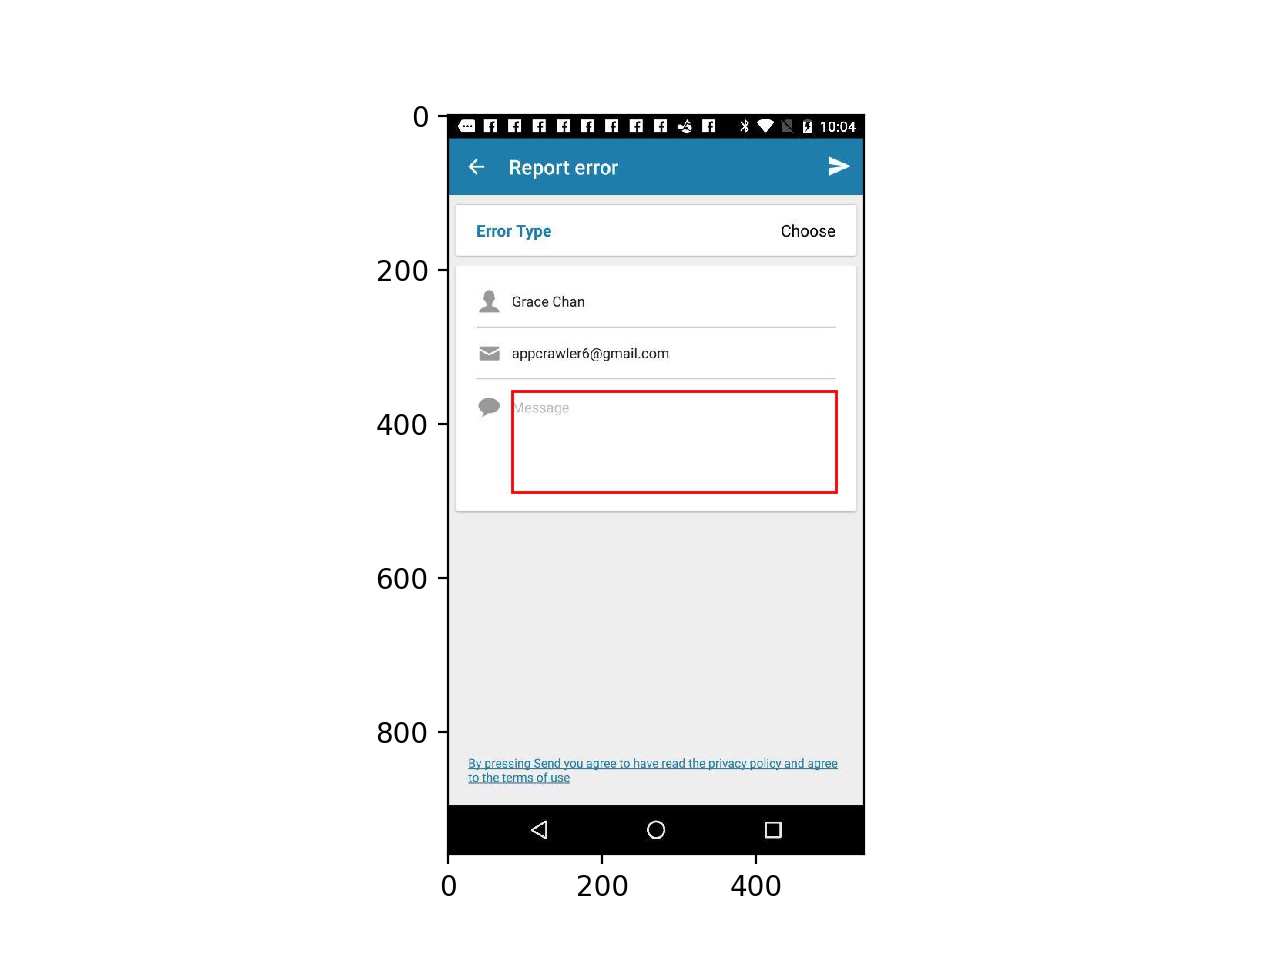 10:04
Report error
Error Type Choose
Grace Chan
appcrawler6@gmail.com
Message
By pressing Send you agree to have read the privacy policy and agree
to the terms of use
0
200
400
600
800
0 200 400